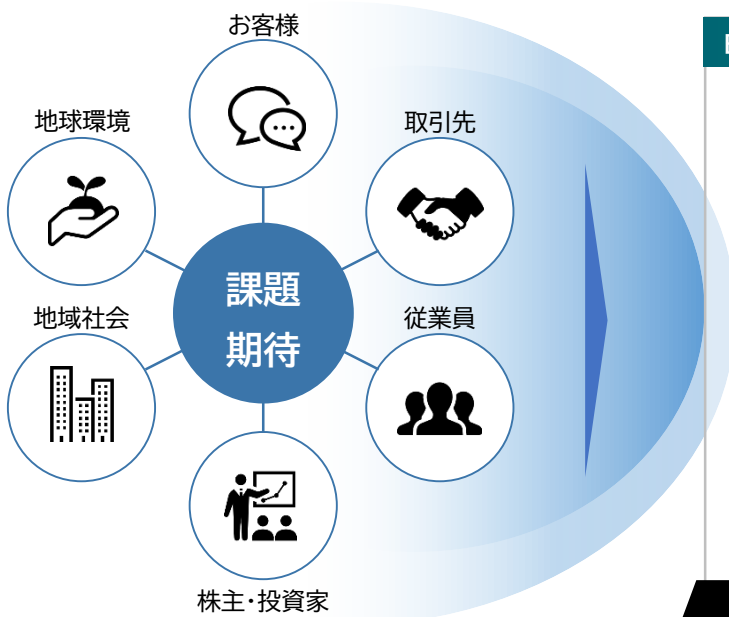 お客様
地球環境
取引先
課題
期待
地域社会
従業員
株主・投資家